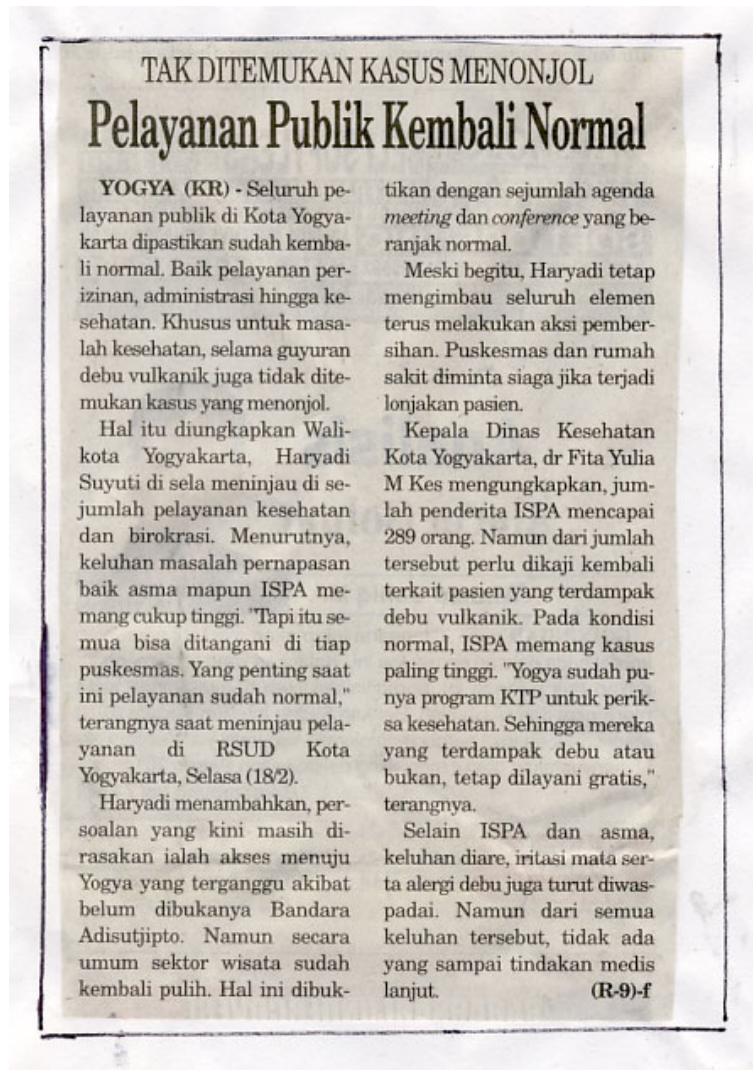 TAK DITEMUKAN KASUS MENONJOL
Pelayanan Publik Kembali Normal
YOGYA (KR) - Seluruh pe-
layanan publik di Kota Yogya-
karta dipastikan sudah kemba-
li normal. Baik pelayanan per-
izinan, administrasi hingga ke-
sehatan. Khusus untuk masa-
lah kesehatan, selama guyuran
debu vulkanik juga tidak dite-
mukan kasus yang menonjol.
Hal itu diungkapkan Wali-
kota Yogyakarta, Haryadi
Suyuti di sela meninjau di se-
jumlah pelayanan kesehatan
dan birokrasi. Menurutnya,
keluhan masalah pernapasan
baik asma mapun ISPA me-
mang cukup tinggi. "Tapi itu se-
mua bisa ditangani di tiap
puskesmas. Yang penting saat
ini pelayanan sudah normal,"
terangnya saat meninjau pela-
yanan di RSUD Kota
Yogyakarta, Selasa (18/2).
Haryadi menambahkan, per-
soalan yang kini masih di-
rasakan ialah akses menuju
Yogya yang terganggu akibat
belum dibukanya Bandara
Adisutjipto. Namun secara
umum sektor wisata sudah
kembali pulih. Hal ini dibuk-
tikan dengan sejumlah agenda
meeting dan conference yang be-
ranjak normal.
Meski begitu, Haryadi tetap
mengimbau seluruh elemen
terus melakukan aksi pember-
sihan. Puskesmas dan rumah
sakit diminta siaga jika terjadi
lonjakan pasien.
Kepala Dinas Kesehatan
Kota Yogyakarta, dr Fita Yulia
M Kes mengungkapkan, jum-
lah penderita ISPA mencapai
289 orang. Namun dari jumlah
tersebut perlu dikaji kembali
terkait pasien yang terdampak
debu vulkanik. Pada kondisi
normal, ISPA memang kasus
paling tinggi. "Yogya sudah pu-
nya program KTP untuk perik-
sa kesehatan. Sehingga mereka
yang terdampak debu atau
bukan, tetap dilayani gratis,"
terangnya.
Selain ISPA dan asma,
keluhan diare, iritasi mata ser-
ta alergi debu juga turut diwas-
padai. Namun dari semua
keluhan tersebut, tidak ada
yang sampai tindakan medis
lanjut. (R-9)-f